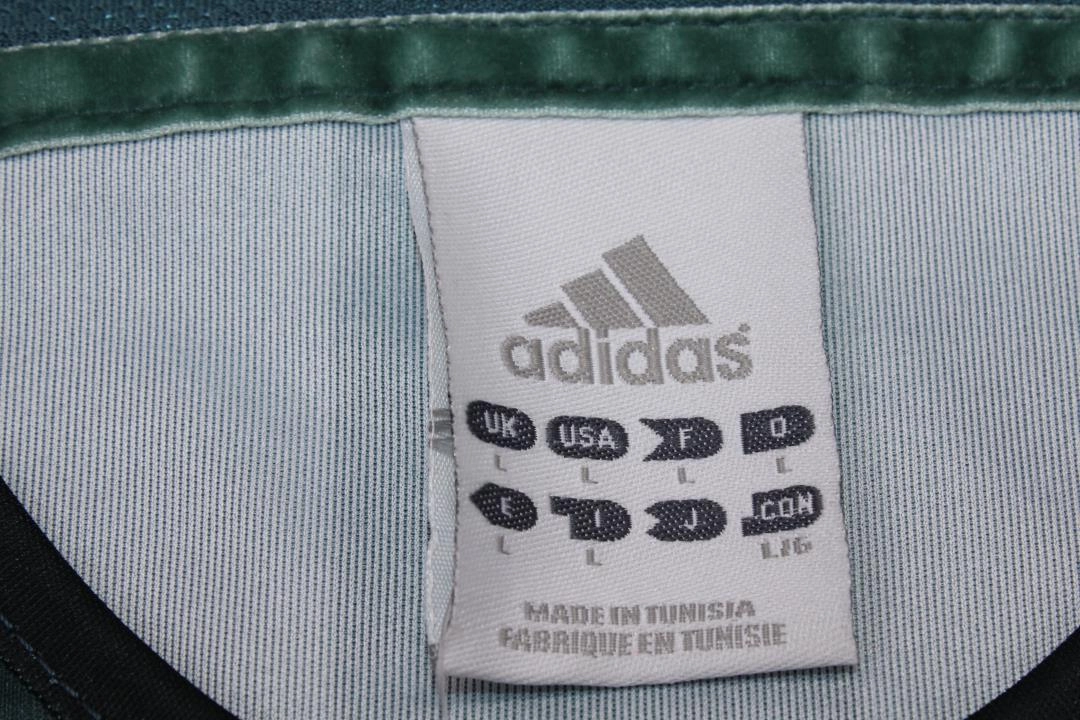 adidas
UK USA F D
L L L L
E I J .CON
L L L/G
MADE IN TUNISIA
FABRIQUE EN TUNISIE